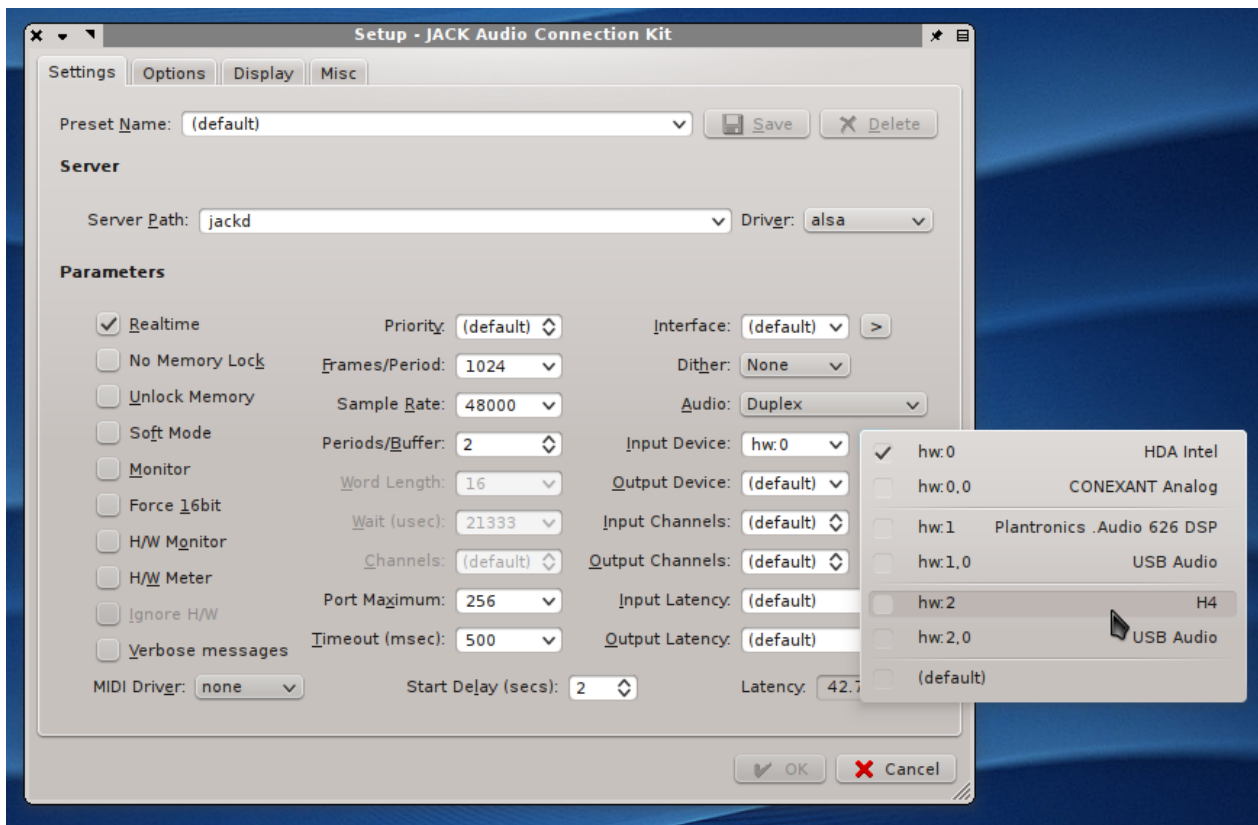 Setup - JACK Audio Connection Kit
Settings Options Display Misc
Preset Name: (default) Save Delete
Server
Server Path: jackd Driver: alsa
Parameters
Realtime Priority: (default) Interface: (default) >
No Memory Lock Frames/Period: 1024 Dither: None
Unlock Memory Sample Rate: 48000 Audio: Duplex
Soft Mode Periods/Buffer: 2 Input Device: hw:0
Monitor Word Length: 16 Output Device: (default)
Force 16bit Wait (usec): 21333 Input Channels: (default)
H/W Monitor Channels: (default) Output Channels: (default)
H/W Meter Port Maximum: 256 Input Latency: (default)
Ignore H/W Timeout (msec): 500 Output Latency: (default)
Verbose messages
MIDI Driver: none Start Delay (secs): 2 Latency: 42.7
hw:0 HDA Intel
hw:0,0 CONEXANT Analog
hw:1 Plantronics .Audio 626 DSP
hw:1,0 USB Audio
hw:2 H4
hw:2,0 USB Audio
(default)
OK Cancel